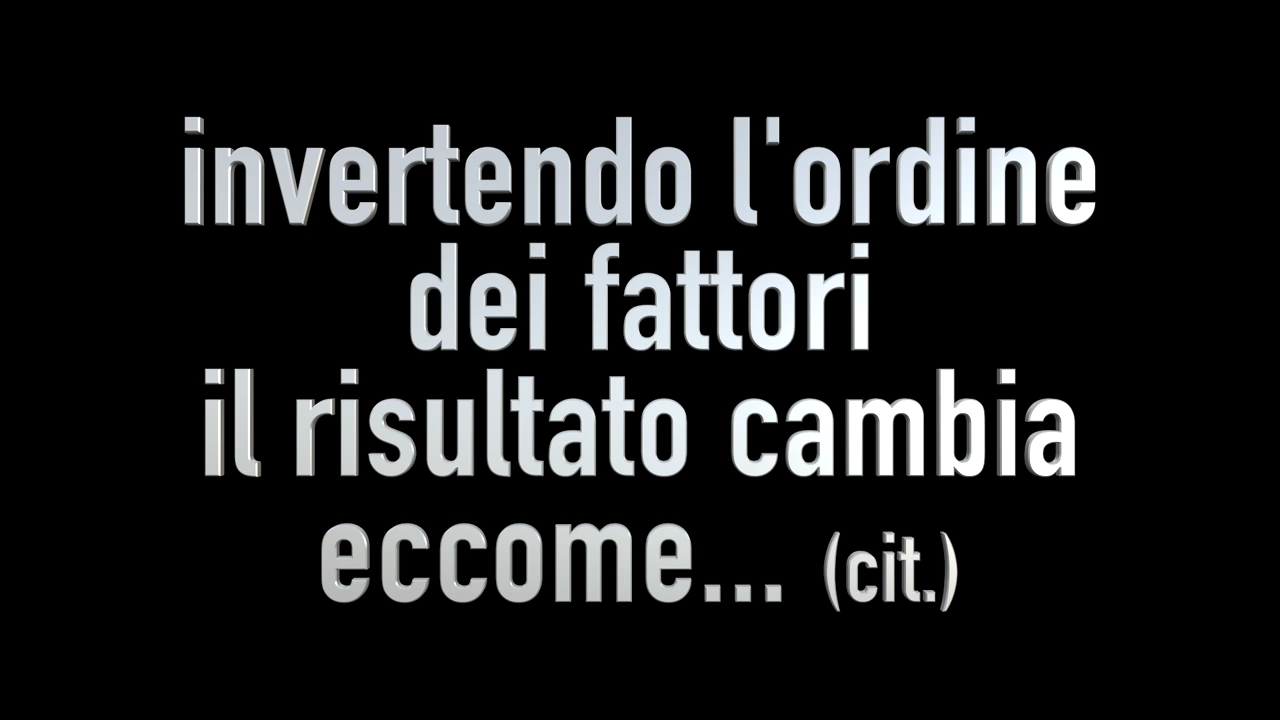 invertendo l'ordine
dei fattori
il risultato cambia
eccome... (cit.)